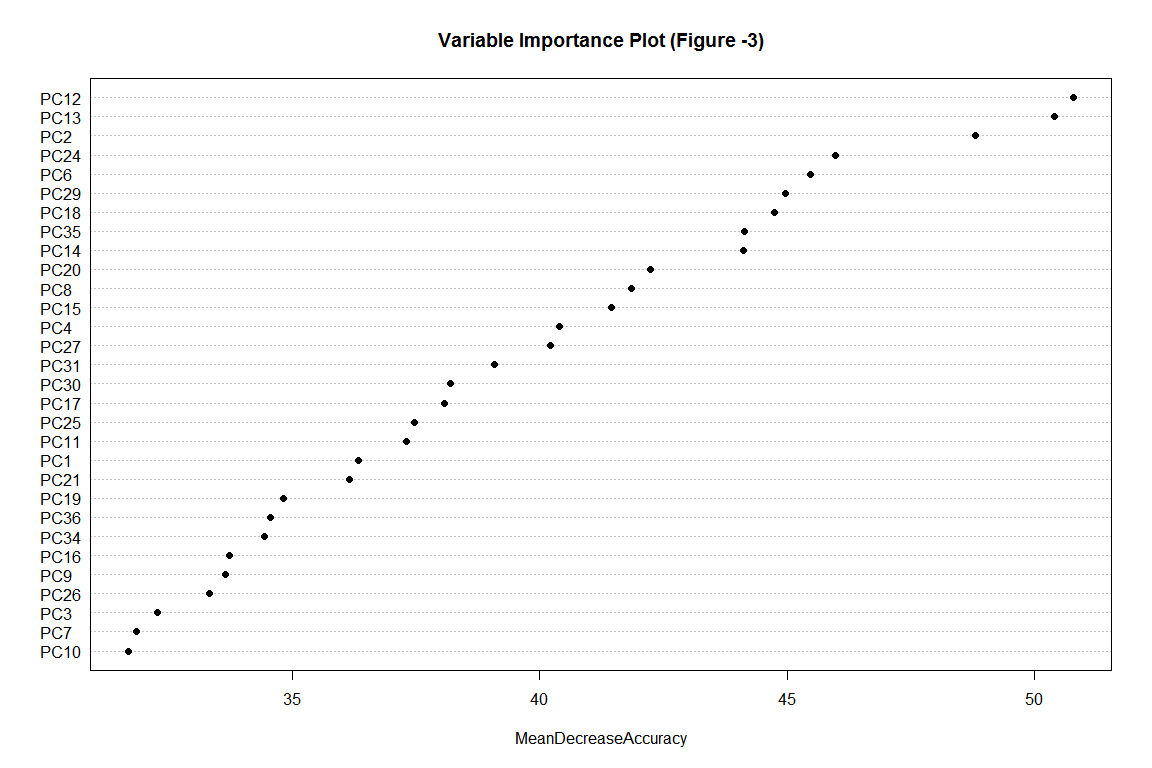 Variable Importance Plot (Figure -3)
PC12
PC13
PC2
PC24
PC6
PC29
PC18
PC35
PC14
PC20
PC8
PC15
PC4
PC27
PC31
PC30
PC17
PC25
PC11
PC1
PC21
PC19
PC36
PC34
PC16
PC9
PC26
PC3
PC7
PC10
35 40 45 50
MeanDecreaseAccuracy